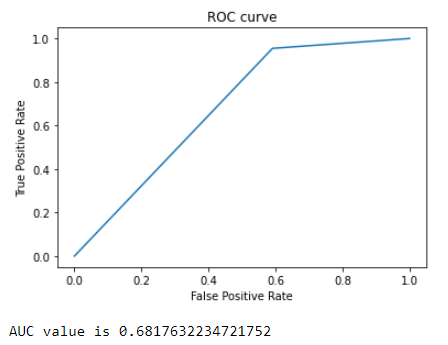 ROC curve
1.0
0.8
0.6
0.4
0.2
0.0
True Positive Rate
0.0 0.2 0.4 0.6 0.8 1.0
False Positive Rate
AUC value is 0.6817632234721752